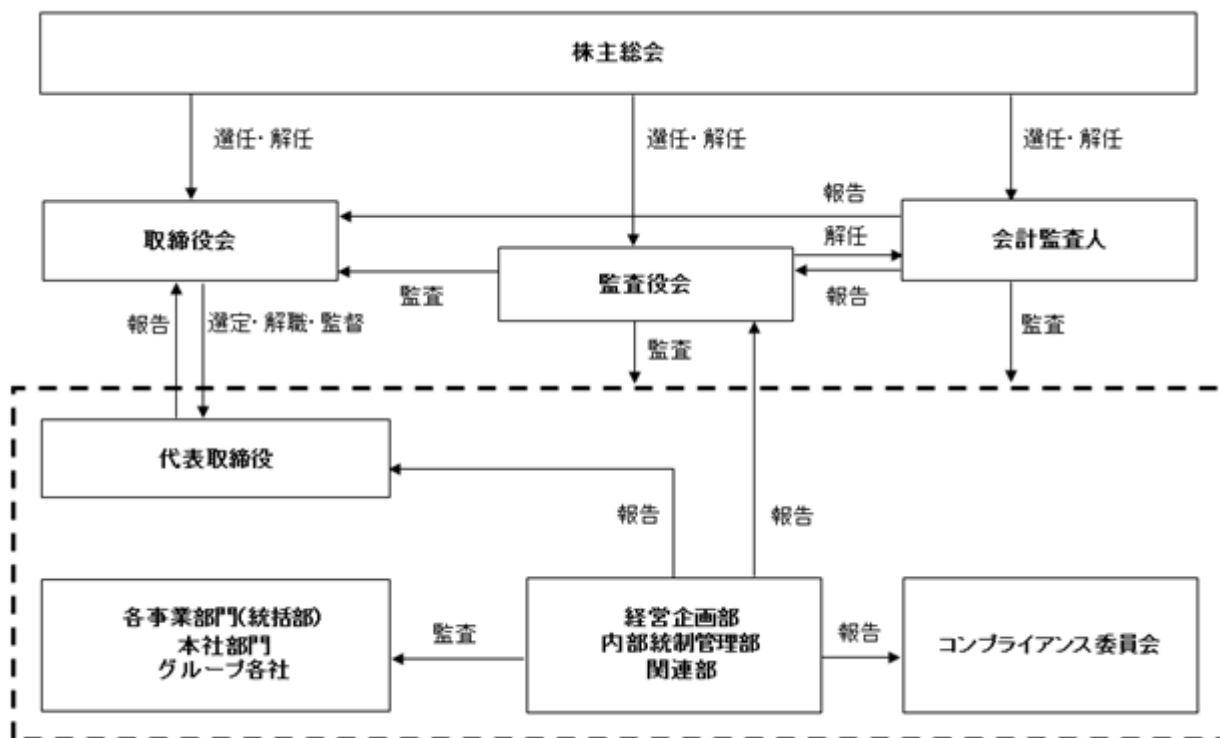 株主総会
選任・解任
選任・解任
選任・解任
報告
取締役会
会計監査人
解任
監査役会
監査
報告
報告
選定・解職・監督
監査
監査
代表取締役
報告
報告
各事業部門(統括部)
本社部門
グループ各社
監査
経営企画部
内部統制管理部
関連部
報告
コンプライアンス委員会